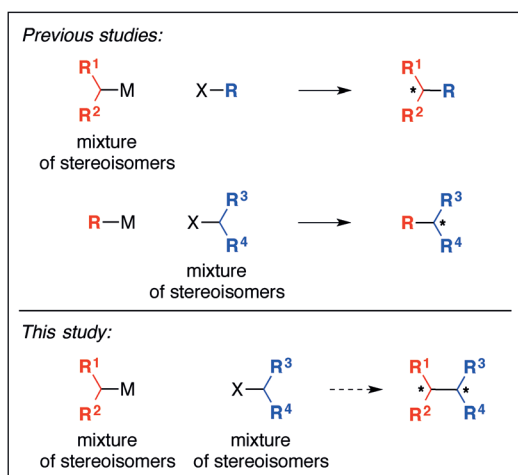 Previous studies:
R¹ M X R R¹ * R
R² R²
mixture
of stereoisomers
R³ R³
R M X R *
R⁴ R⁴
mixture
of stereoisomers
This study:
R¹ R³ R¹ R³
M X * *
R² R⁴ R² R⁴
mixture mixture
of stereoisomers of stereoisomers